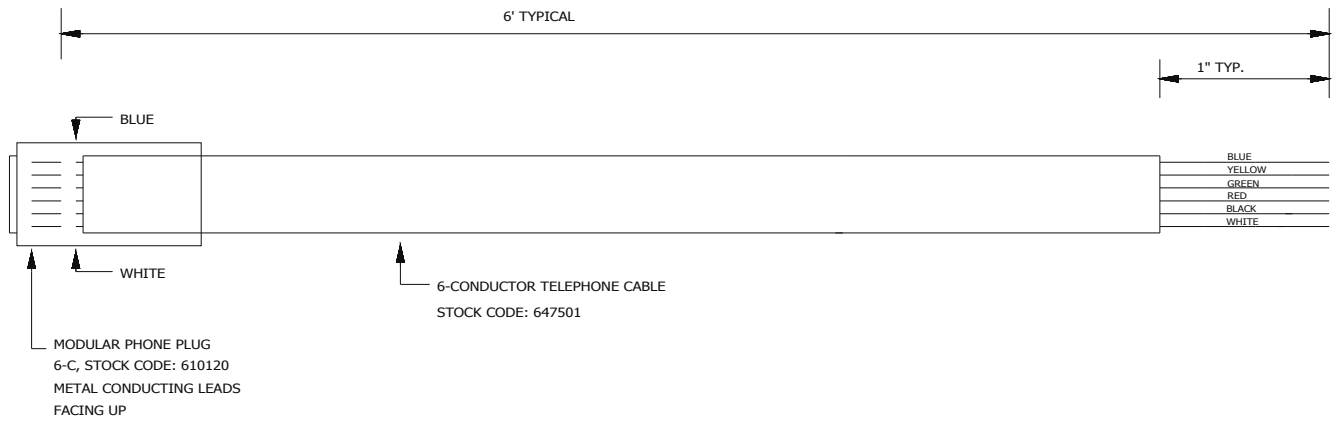 6' TYPICAL
1" TYP.
BLUE
BLUE
YELLOW
GREEN
RED
BLACK
WHITE
WHITE
6-CONDUCTOR TELEPHONE CABLE
STOCK CODE: 647501
MODULAR PHONE PLUG
6-C, STOCK CODE: 610120
METAL CONDUCTING LEADS
FACING UP